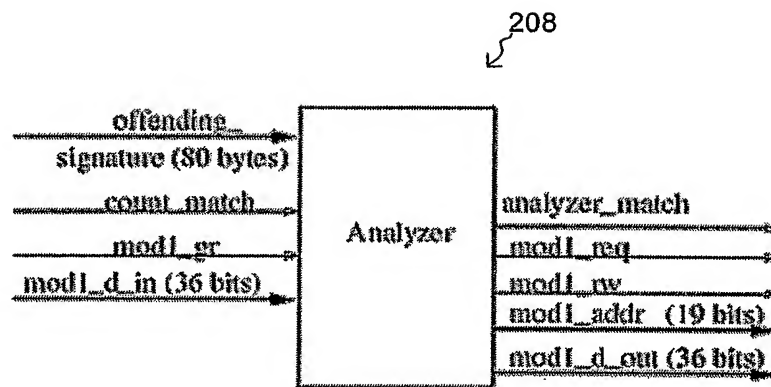 208
offending_
signature (80 bytes)
count_match
mod1_gr
mod1_d_in (36 bits)
Analyzer
analyzer_match
mod1_req
mod1_rw
mod1_addr (19 bits)
mod1_d_out (36 bits)